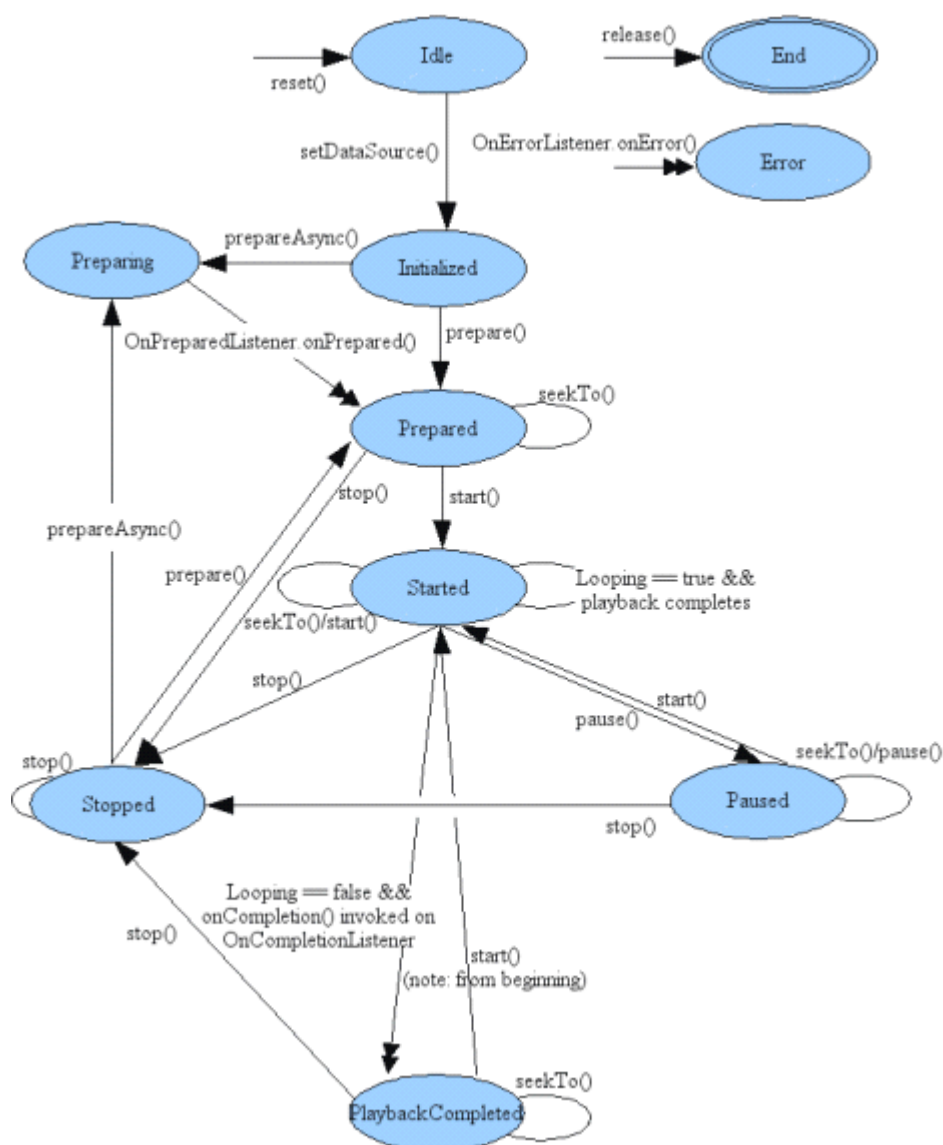 Idle
release()
End
reset()
setDataSource()
OnErrorListener.onError()
Error
Preparing
prepareAsync()
Initialized
OnPreparedListener.onPrepared()
prepare()
seekTo()
Prepared
stop()
start()
prepareAsync()
prepare()
Started
Looping == true &&
playback completes
seekTo()/start()
stop()
start()
pause()
stop()
seekTo()/pause()
Stopped
Paused
stop()
Looping == false &&
onCompletion() invoked on
OnCompletionListener
stop()
start()
(note: from beginning)
seekTo()
PlaybackCompleted